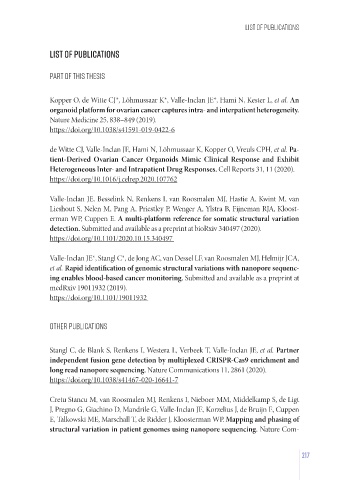 LIST OF PUBLICATIONS
LIST OF PUBLICATIONS
PART OF THIS THESIS
Kopper O, de Witte CJ*, Lõhmussaar K*, Valle-Inclan JE*, Hami N, Kester L, et al. An
organoid platform for ovarian cancer captures intra- and interpatient heterogeneity.
Nature Medicine 25, 838–849 (2019).
https://doi.org/10.1038/s41591-019-0422-6
de Witte CJ, Valle-Inclan JE, Hami N, Lõhmussaar K, Kopper O, Vreuls CPH, et al. Pa-
tient-Derived Ovarian Cancer Organoids Mimic Clinical Response and Exhibit
Heterogeneous Inter- and Intrapatient Drug Responses. Cell Reports 31, 11 (2020).
https://doi.org/10.1016/j.celrep.2020.107762
Valle-Inclan JE, Besselink N, Renkens I, van Roosmalen MJ, Hastie A, Kwint M, van
Lieshout S, Nelen M, Pang A, Priestley P, Wenger A, Ylstra B, Fijneman RJA, Kloost-
erman WP, Cuppen E. A multi-platform reference for somatic structural variation
detection. Submitted and available as a preprint at bioRxiv 340497 (2020).
https://doi.org/10.1101/2020.10.15.340497
Valle-Inclan JE*, Stangl C*, de Jong AC, van Dessel LF, van Roosmalen MJ, Helmijr JCA,
et al. Rapid identification of genomic structural variations with nanopore sequenc-
ing enables blood-based cancer monitoring. Submitted and available as a preprint at
medRxiv 19011932 (2019).
https://doi.org/10.1101/19011932
OTHER PUBLICATIONS
Stangl C, de Blank S, Renkens I, Westera L, Verbeek T, Valle-Inclan JE, et al. Partner
independent fusion gene detection by multiplexed CRISPR-Cas9 enrichment and
long read nanopore sequencing. Nature Communications 11, 2861 (2020).
https://doi.org/10.1038/s41467-020-16641-7
Cretu Stancu M, van Roosmalen MJ, Renkens I, Nieboer MM, Middelkamp S, de Ligt
J, Pregno G, Giachino D, Mandrile G, Valle-Inclan JE, Korzelius J, de Bruijn E, Cuppen
E, Talkowski ME, Marschall T, de Ridder J, Kloosterman WP. Mapping and phasing of
structural variation in patient genomes using nanopore sequencing. Nature Com-
237